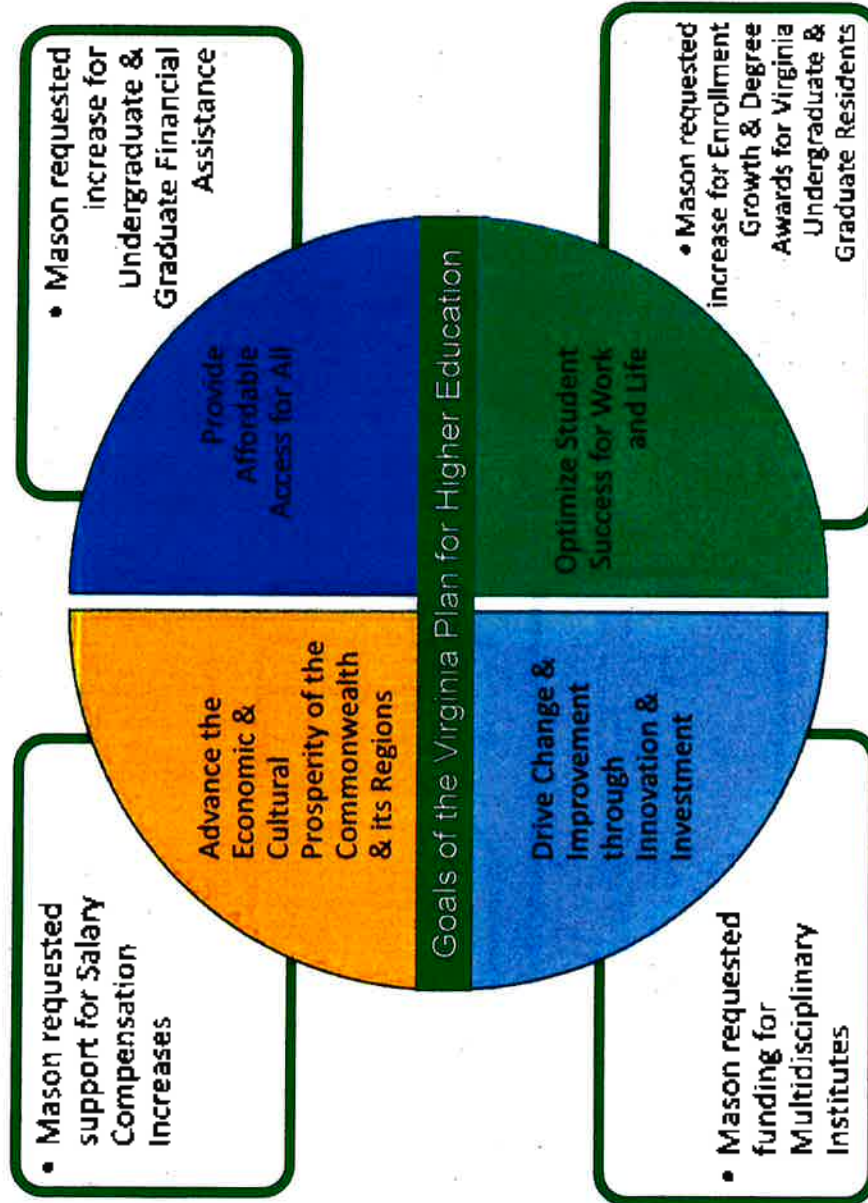 • Mason requested
support for Salary
Compensation
Increases
• Mason requested
increase for
Undergraduate &
Graduate Financial
Assistance
Advance the
Economic &
Cultural
Prosperity of the
Commonwealth
& its Regions
Provide
Affordable
Access for All
Goals of the Virginia Plan for Higher Education
Drive Change &
Improvement
through
Innovation &
Investment
Optimize Student
Success for Work
and Life
• Mason requested
funding for
Multidisciplinary
Institutes
• Mason requested
increase for Enrollment
Growth & Degree
Awards for Virginia
Undergraduate &
Graduate Residents